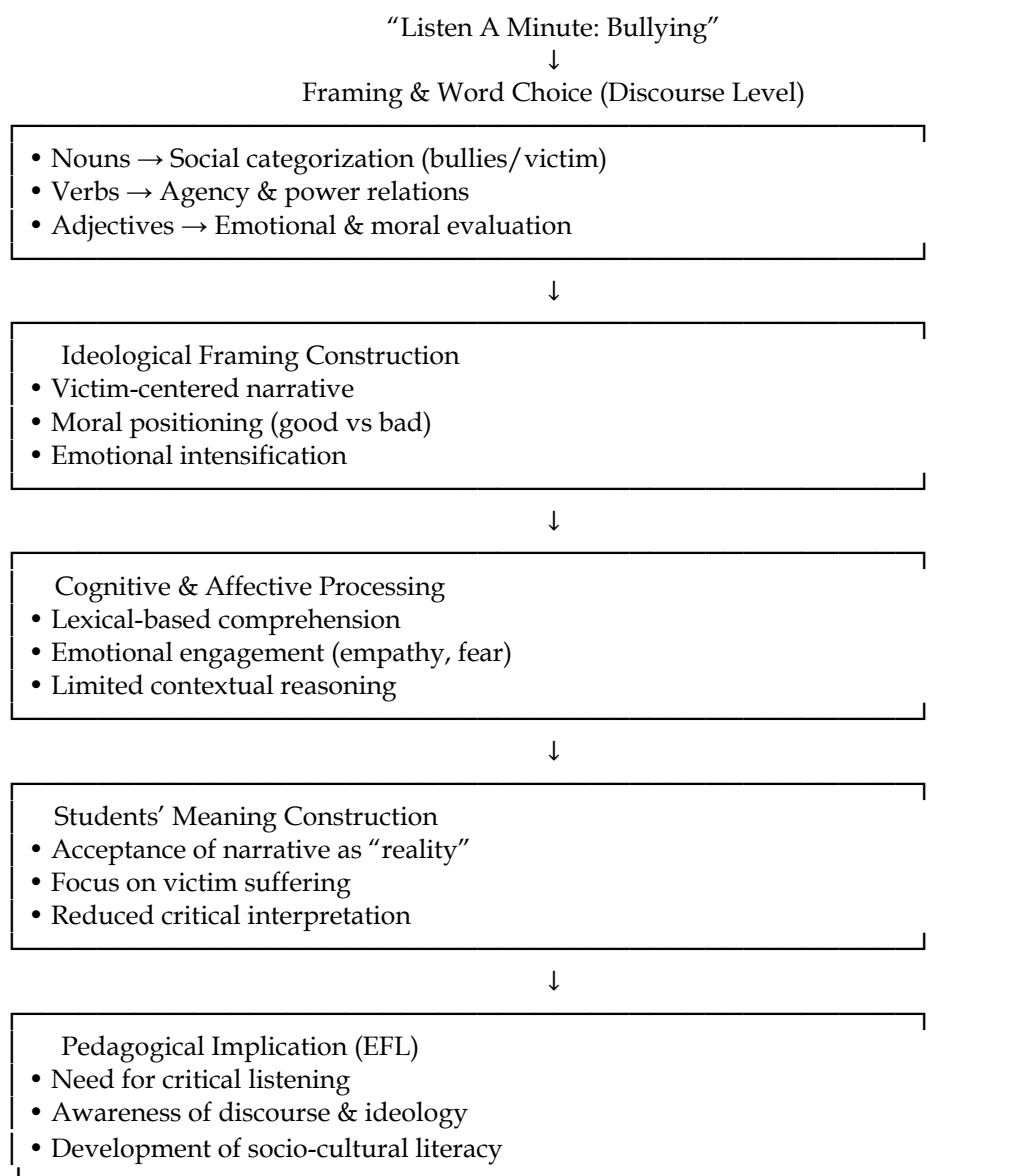 “Listen A Minute: Bullying”
↓
Framing & Word Choice (Discourse Level)
• Nouns → Social categorization (bullies/victim)
• Verbs → Agency & power relations
• Adjectives → Emotional & moral evaluation
↓
Ideological Framing Construction
• Victim-centered narrative
• Moral positioning (good vs bad)
• Emotional intensification
↓
Cognitive & Affective Processing
• Lexical-based comprehension
• Emotional engagement (empathy, fear)
• Limited contextual reasoning
↓
Students’ Meaning Construction
• Acceptance of narrative as “reality”
• Focus on victim suffering
• Reduced critical interpretation
↓
Pedagogical Implication (EFL)
• Need for critical listening
• Awareness of discourse & ideology
• Development of socio-cultural literacy